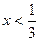 x < 1/3